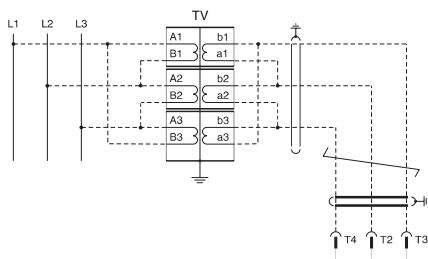 TV
L1 L2 L3
A1 b1
B1 a1
A2 b2
B2 a2
A3 b3
B3 a3
T4 T2 T3